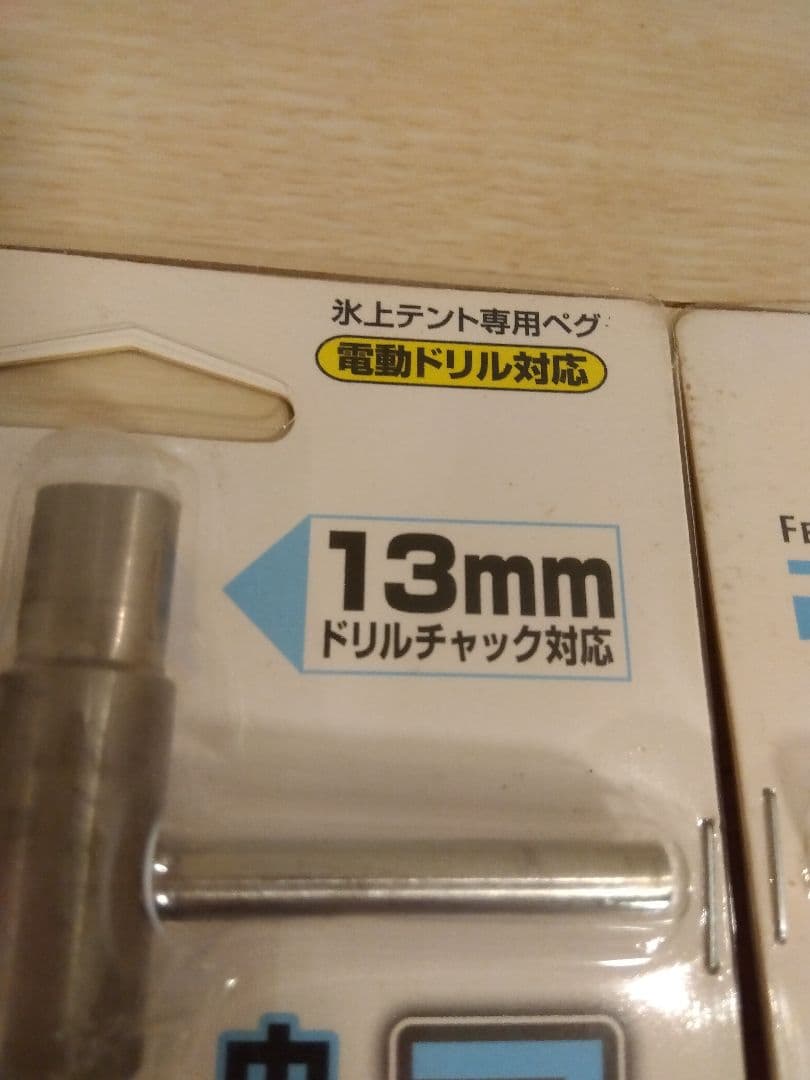 氷上テント専用ペグ
電動ドリル対応
13mm
ドリルチャック対応